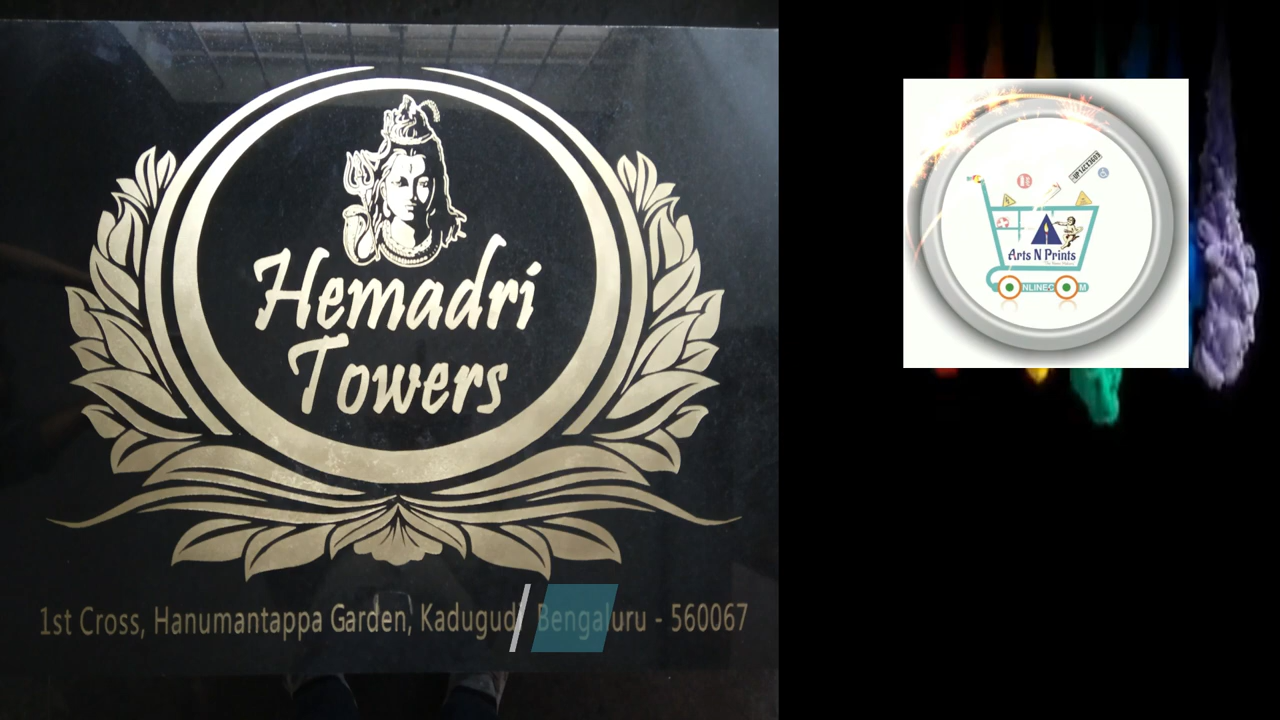 Hemadri
Towers
1st Cross, Hanumantappa Garden, Kadugudi Bengaluru - 560067
Arts N Prints